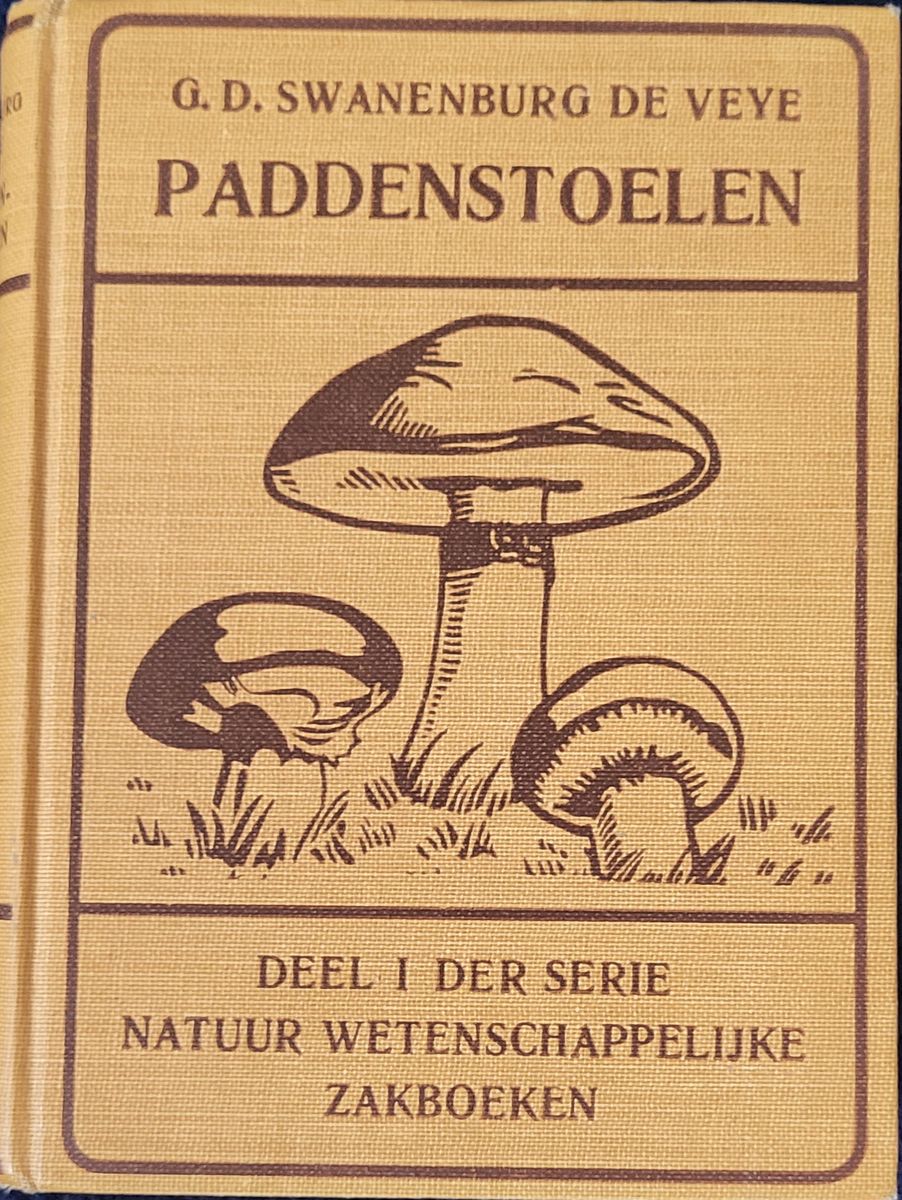 G. D. SWANENBURG DE VEYE
PADDENSTOELEN
DEEL I DER SERIE
NATUUR WETENSCHAPPELIJKE
ZAKBOEKEN